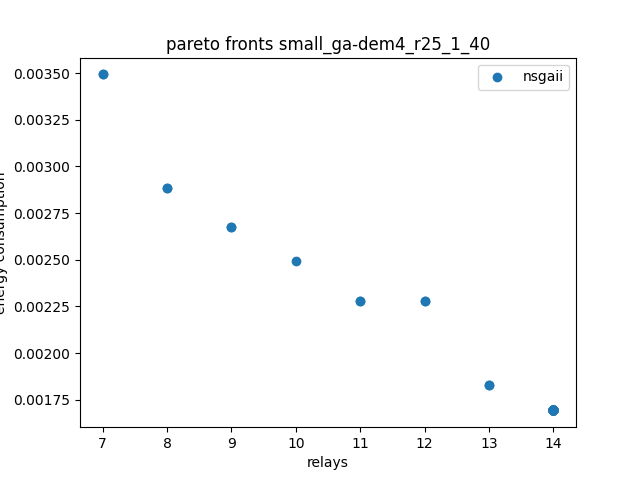 pareto fronts small_ga-dem4_r25_1_40
nsgaii
0.00350
0.00325
0.00300
0.00275
0.00250
0.00225
0.00200
0.00175
energy consumption
7 8 9 10 11 12 13 14
relays